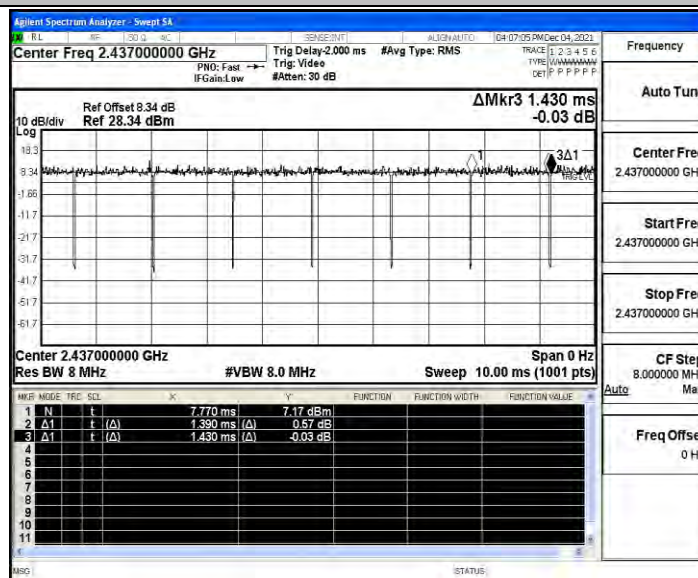 Agilent Spectrum Analyzer - Swept SA
RL RF 50 Ω AC SENSE:INT ALIGN AUTO 04:07:05 PM Dec 04, 2021
Center Freq 2.437000000 GHz
PNO: Fast
IFGain:Low
Trig Delay-2.000 ms
Trig: Video
#Atten: 30 dB
#Avg Type: RMS
TRACE 1 2 3 4 5 6
TYPE
DET P P P P P P
ΔMkr3 1.430 ms
-0.03 dB
Ref Offset 8.34 dB
10 dB/div Ref 28.34 dBm
Log
18.3
8.34
-1.66
-11.7
-21.7
-31.7
-41.7
-51.7
-61.7
1
3Δ1
TRIG LVL
Center 2.437000000 GHz Span 0 Hz
Res BW 8 MHz #VBW 8.0 MHz Sweep 10.00 ms (1001 pts)
MKR MODE TRC SCL X Y FUNCTION FUNCTION WIDTH FUNCTION VALUE
1 N t 7.770 ms 7.17 dBm
2 Δ1 t (Δ) 1.390 ms (Δ) 0.57 dB
3 Δ1 t (Δ) 1.430 ms (Δ) -0.03 dB
4
5
6
7
8
9
10
11
MSG STATUS
Frequency
Auto Tun
Center Fre
2.437000000 GH
Start Fre
2.437000000 GH
Stop Fre
2.437000000 GH
CF Step
8.000000 MH
Auto Ma
Freq Offse
0 H